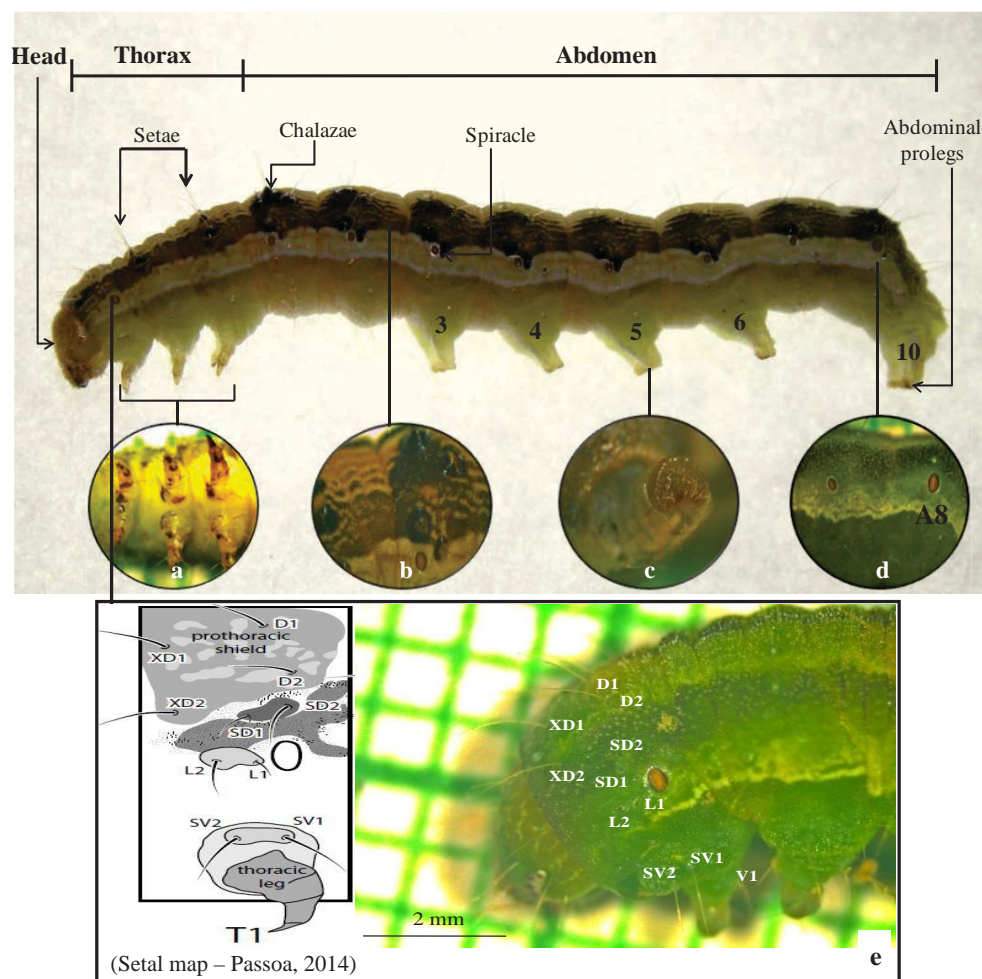 Head
Thorax
Abdomen
Setae
Chalazae
Spiracle
Abdominal
prolegs
3
4
5
6
10
a
b
c
d
A8
D1
prothoracic
shield
XD1
D2
XD2
SD2
SD1
L2
L1
SV2
SV1
thoracic
leg
T1
(Setal map – Passoa, 2014)
D1
D2
XD1
SD2
XD2
SD1
L1
L2
SV1
SV2
V1
2 mm
e